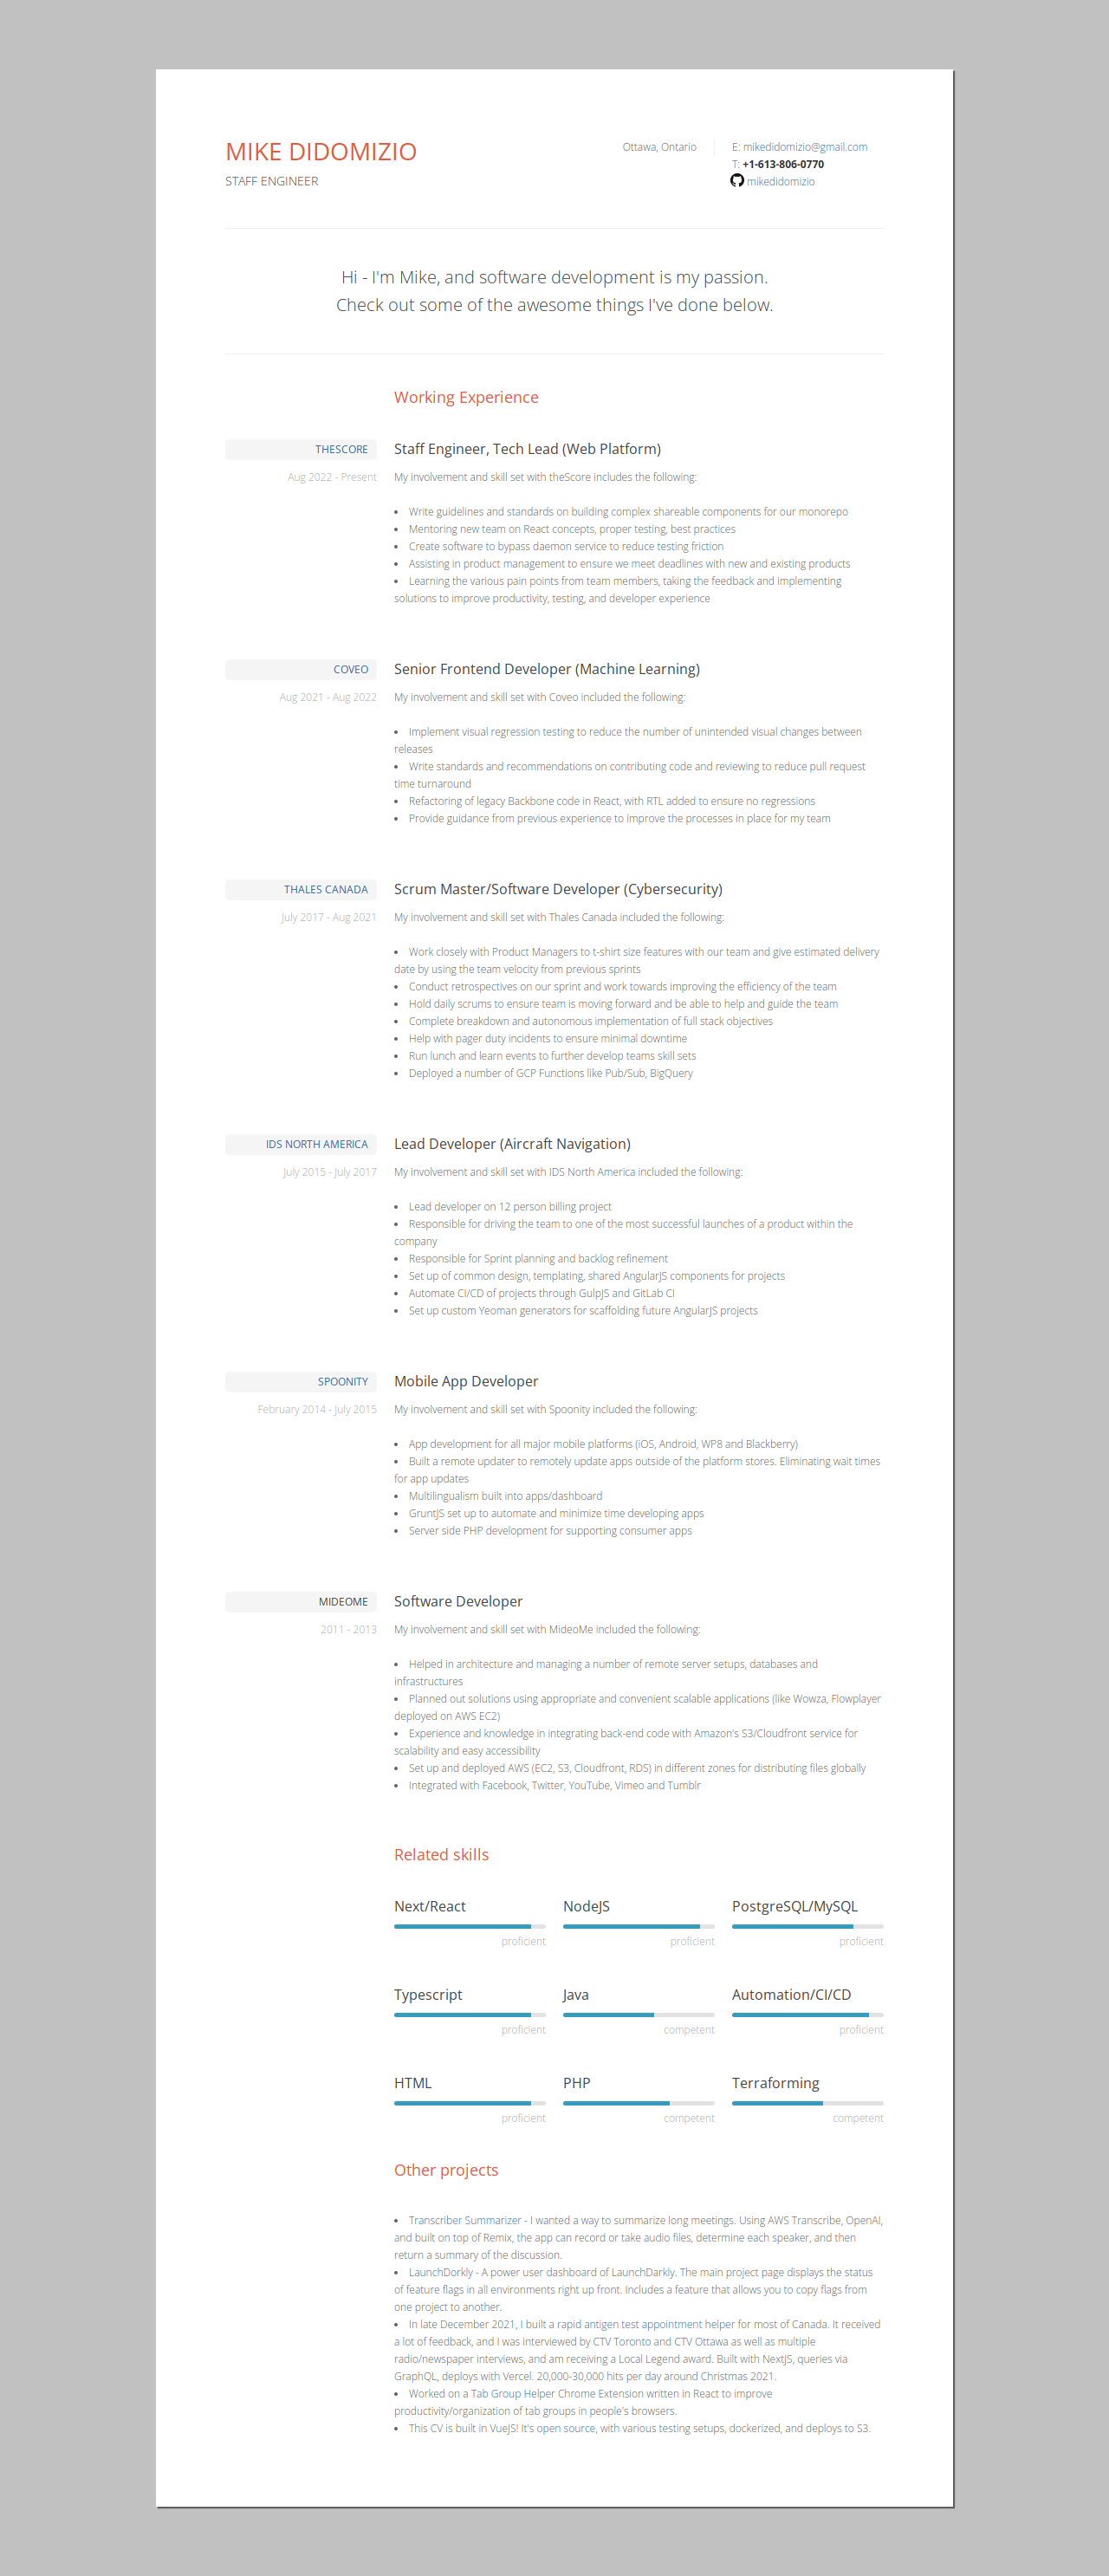 MIKE DIDOMIZIO
STAFF ENGINEER
Ottawa, Ontario
E: mikedidomizio@gmail.com
T: +1-613-806-0770
mikedidomizio
Hi - I'm Mike, and software development is my passion.
Check out some of the awesome things I've done below.
Working Experience
THESCORE
Aug 2022 - Present
Staff Engineer, Tech Lead (Web Platform)
My involvement and skill set with theScore includes the following:
• Write guidelines and standards on building complex shareable components for our monorepo
• Mentoring new team on React concepts, proper testing, best practices
• Create software to bypass daemon service to reduce testing friction
• Assisting in product management to ensure we meet deadlines with new and existing products
• Learning the various pain points from team members, taking the feedback and implementing
solutions to improve productivity, testing, and developer experience
COVEO
Aug 2021 - Aug 2022
Senior Frontend Developer (Machine Learning)
My involvement and skill set with Coveo included the following:
• Implement visual regression testing to reduce the number of unintended visual changes between
releases
• Write standards and recommendations on contributing code and reviewing to reduce pull request
time turnaround
• Refactoring of legacy Backbone code in React, with RTL added to ensure no regressions
• Provide guidance from previous experience to improve the processes in place for my team
THALES CANADA
July 2017 - Aug 2021
Scrum Master/Software Developer (Cybersecurity)
My involvement and skill set with Thales Canada included the following:
• Work closely with Product Managers to t-shirt size features with our team and give estimated delivery
date by using the team velocity from previous sprints
• Conduct retrospectives on our sprint and work towards improving the efficiency of the team
• Hold daily scrums to ensure team is moving forward and be able to help and guide the team
• Complete breakdown and autonomous implementation of full stack objectives
• Help with pager duty incidents to ensure minimal downtime
• Run lunch and learn events to further develop teams skill sets
• Deployed a number of GCP Functions like Pub/Sub, BigQuery
IDS NORTH AMERICA
July 2015 - July 2017
Lead Developer (Aircraft Navigation)
My involvement and skill set with IDS North America included the following:
• Lead developer on 12 person billing project
• Responsible for driving the team to one of the most successful launches of a product within the
company
• Responsible for Sprint planning and backlog refinement
• Set up of common design, templating, shared AngularJS components for projects
• Automate CI/CD of projects through GulpJS and GitLab CI
• Set up custom Yeoman generators for scaffolding future AngularJS projects
SPOONITY
February 2014 - July 2015
Mobile App Developer
My involvement and skill set with Spoonity included the following:
• App development for all major mobile platforms (iOS, Android, WP8 and Blackberry)
• Built a remote updater to remotely update apps outside of the platform stores. Eliminating wait times
for app updates
• Multilingualism built into apps/dashboard
• GruntJS set up to automate and minimize time developing apps
• Server side PHP development for supporting consumer apps
MIDEOME
2011 - 2013
Software Developer
My involvement and skill set with MideoMe included the following:
• Helped in architecture and managing a number of remote server setups, databases and
infrastructures
• Planned out solutions using appropriate and convenient scalable applications (like Wowza, Flowplayer
deployed on AWS EC2)
• Experience and knowledge in integrating back-end code with Amazon's S3/Cloudfront service for
scalability and easy accessibility
• Set up and deployed AWS (EC2, S3, Cloudfront, RDS) in different zones for distributing files globally
• Integrated with Facebook, Twitter, YouTube, Vimeo and Tumblr
Related skills
Next/React
proficient
NodeJS
proficient
PostgreSQL/MySQL
proficient
Typescript
proficient
Java
competent
Automation/CI/CD
proficient
HTML
proficient
PHP
competent
Terraforming
competent
Other projects
• Transcriber Summarizer - I wanted a way to summarize long meetings. Using AWS Transcribe, OpenAI,
and built on top of Remix, the app can record or take audio files, determine each speaker, and then
return a summary of the discussion.
• LaunchDorkly - A power user dashboard of LaunchDarkly. The main project page displays the status
of feature flags in all environments right up front. Includes a feature that allows you to copy flags from
one project to another.
• In late December 2021, I built a rapid antigen test appointment helper for most of Canada. It received
a lot of feedback, and I was interviewed by CTV Toronto and CTV Ottawa as well as multiple
radio/newspaper interviews, and am receiving a Local Legend award. Built with NextJS, queries via
GraphQL, deploys with Vercel. 20,000-30,000 hits per day around Christmas 2021.
• Worked on a Tab Group Helper Chrome Extension written in React to improve
productivity/organization of tab groups in people's browsers.
• This CV is built in VueJS! It's open source, with various testing setups, dockerized, and deploys to S3.